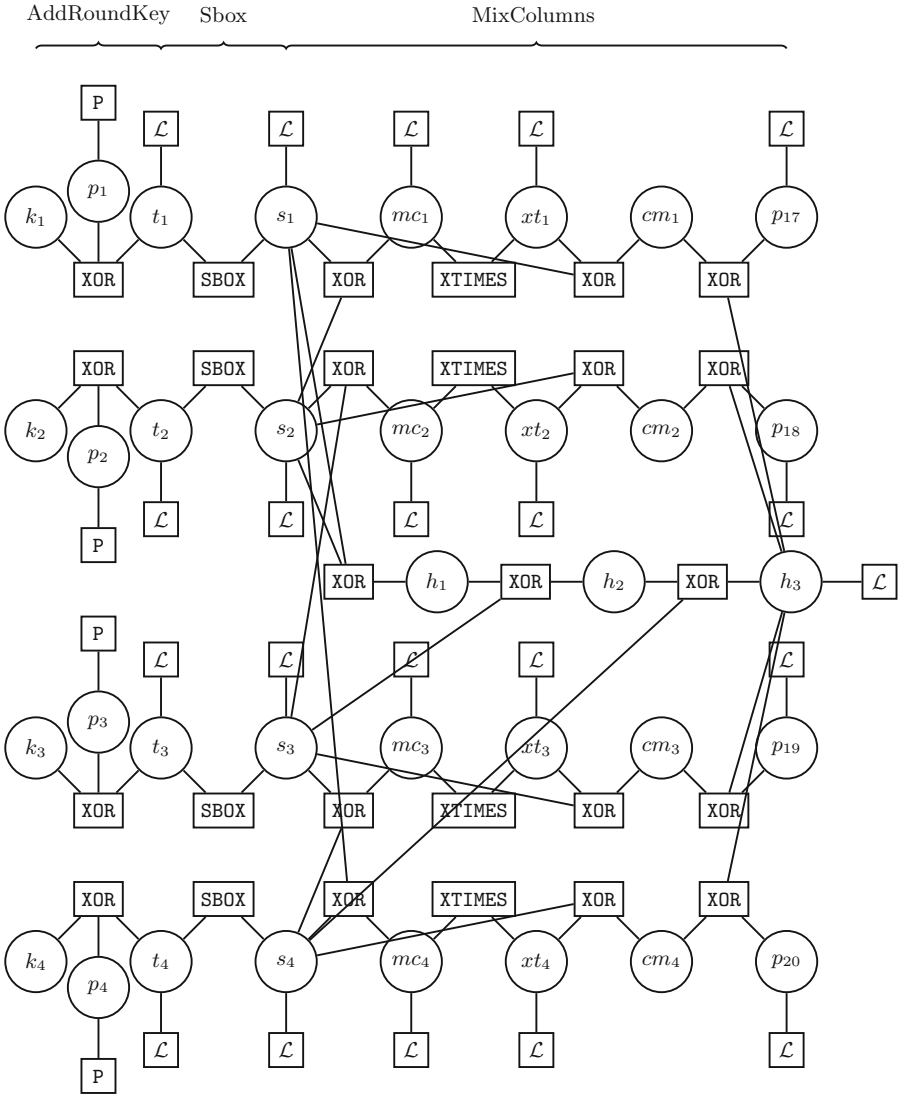 AddRoundKey Sbox MixColumns
P
ℒ ℒ ℒ ℒ ℒ
k₁ p₁ t₁ s₁ mc₁ xt₁ cm₁ p₁₇
XOR SBOX XOR XTIMES XOR XOR
XOR SBOX XOR XTIMES XOR XOR
k₂ p₂ t₂ s₂ mc₂ xt₂ cm₂ p₁₈
ℒ ℒ ℒ ℒ ℒ
P
XOR h₁ XOR h₂ XOR h₃ ℒ
P
ℒ ℒ ℒ ℒ ℒ
k₃ p₃ t₃ s₃ mc₃ xt₃ cm₃ p₁₉
XOR SBOX XOR XTIMES XOR XOR
XOR SBOX XOR XTIMES XOR XOR
k₄ p₄ t₄ s₄ mc₄ xt₄ cm₄ p₂₀
ℒ ℒ ℒ ℒ ℒ
P